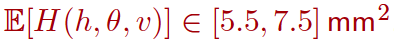 𝔼[H(h, θ, v)] ∈ [5.5, 7.5] mm²